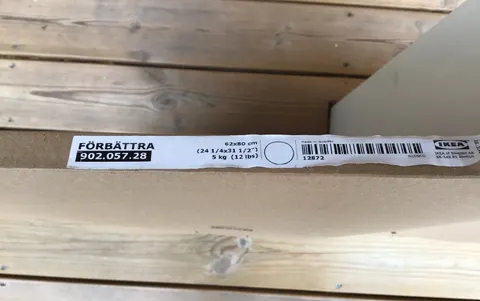 FÖRBÄTTRA
902.057.28
62x80 cm
(24 1/4x31 1/2")
5 kg (12 lbs)
12872
IKEA